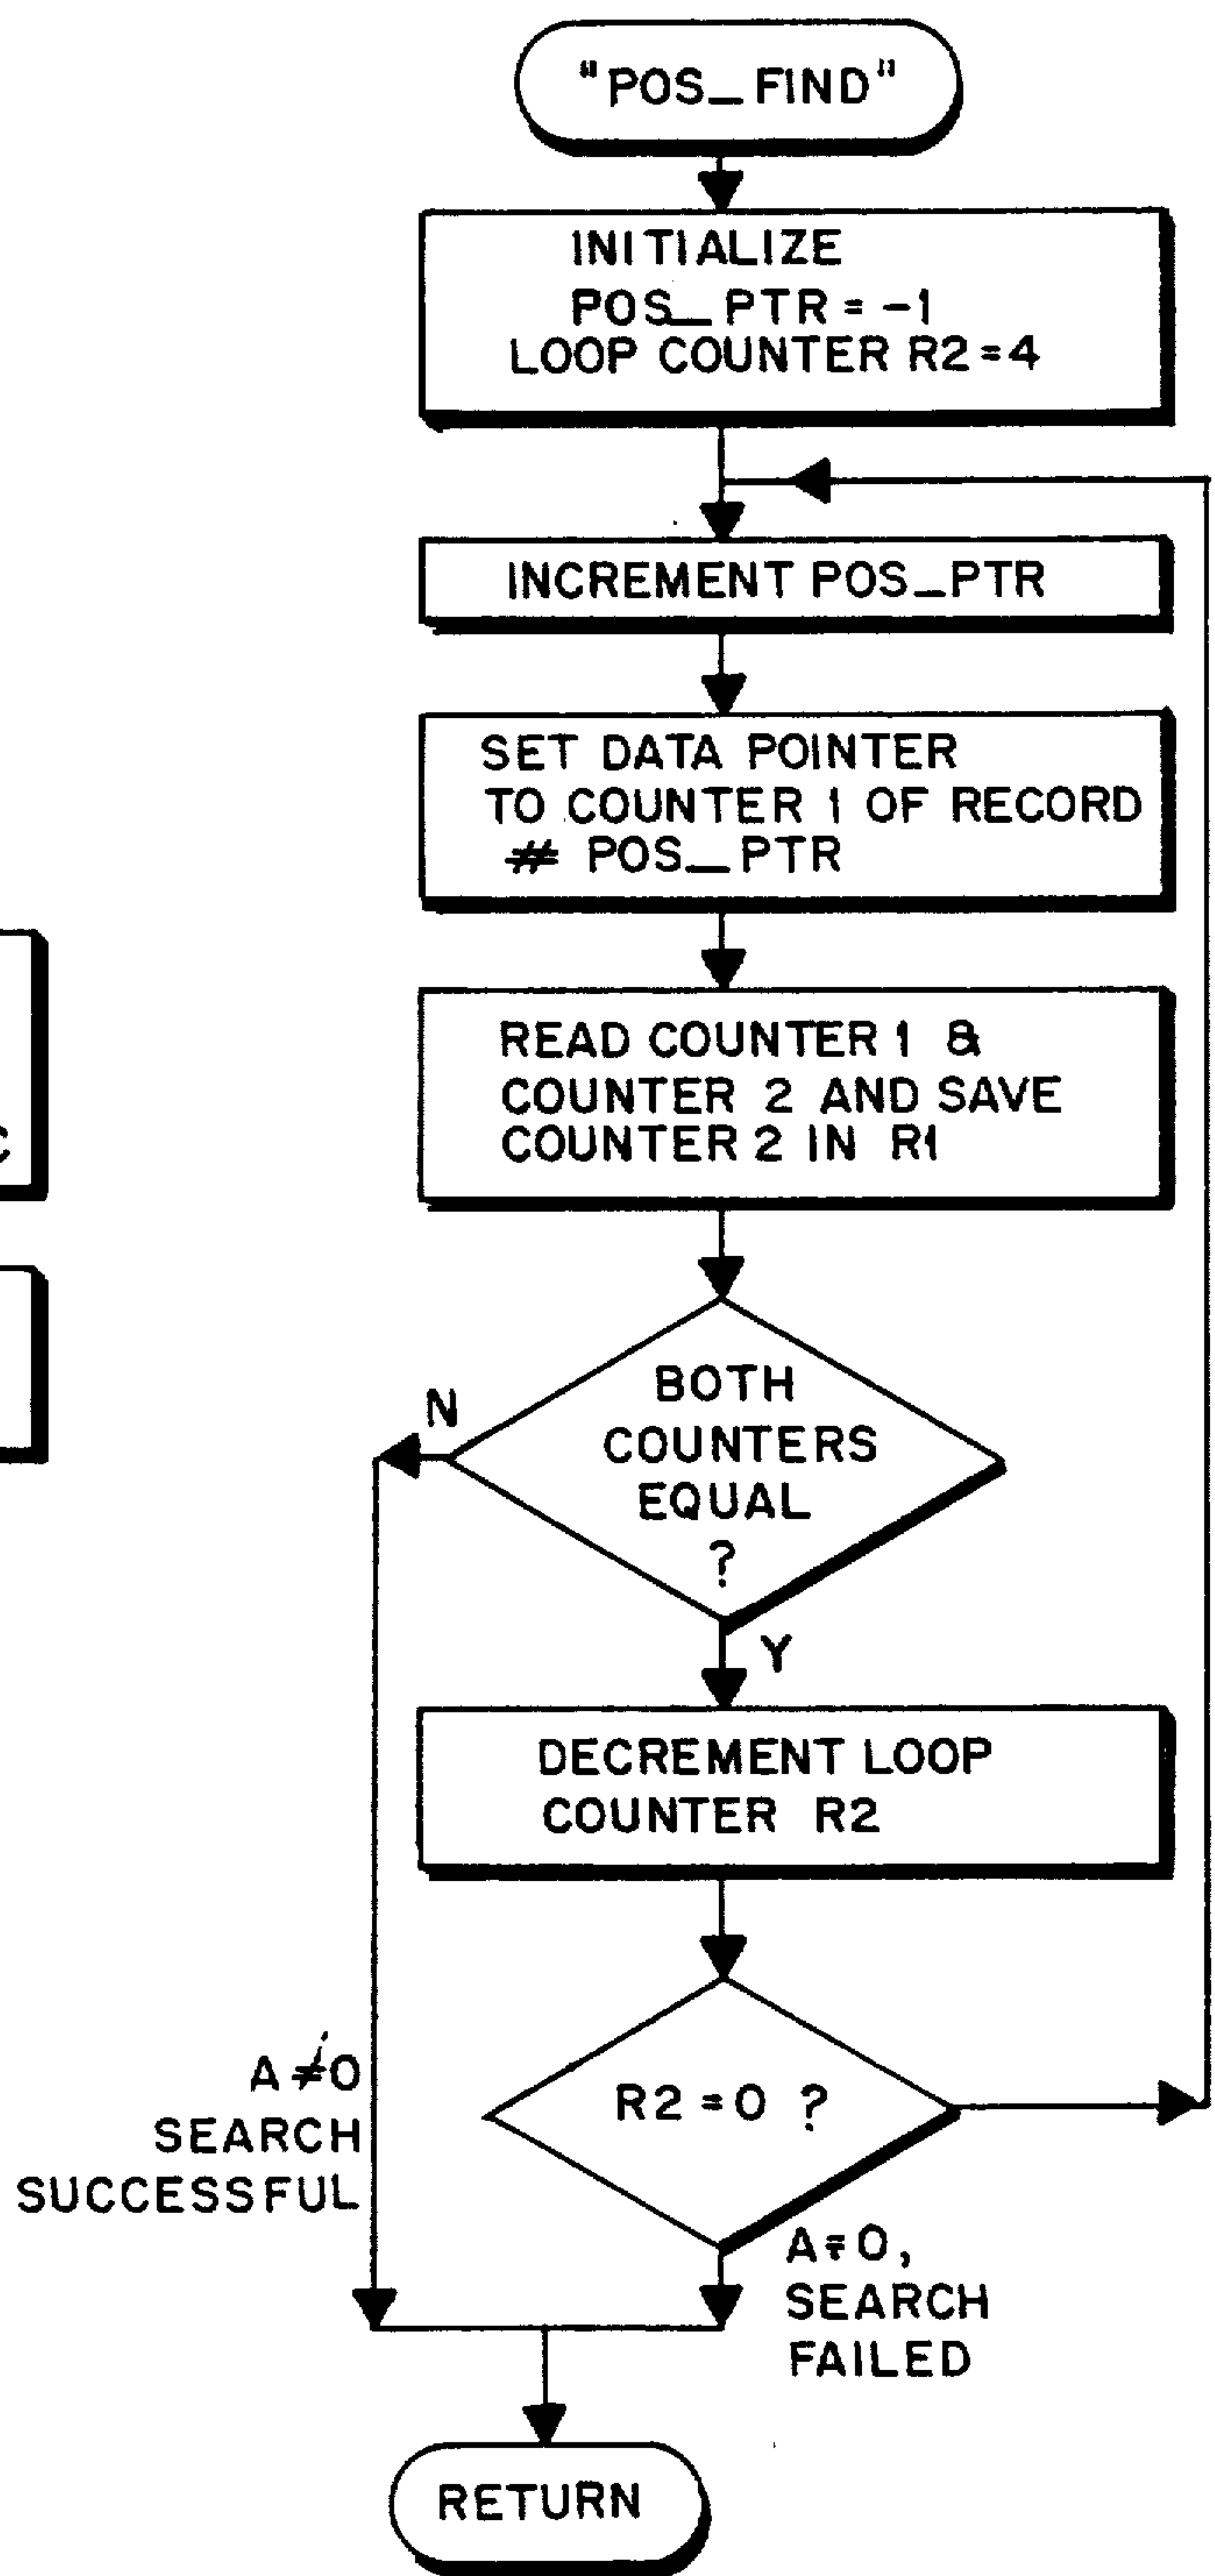 "POS_FIND"
INITIALIZE
POS_PTR = -1
LOOP COUNTER R2=4
INCREMENT POS_PTR
SET DATA POINTER
TO COUNTER 1 OF RECORD
# POS_PTR
READ COUNTER 1 &
COUNTER 2 AND SAVE
COUNTER 2 IN R1
C
BOTH
COUNTERS
EQUAL
?
N
Y
DECREMENT LOOP
COUNTER R2
R2=0 ?
A≠0
SEARCH
SUCCESSFUL
A=0,
SEARCH
FAILED
RETURN